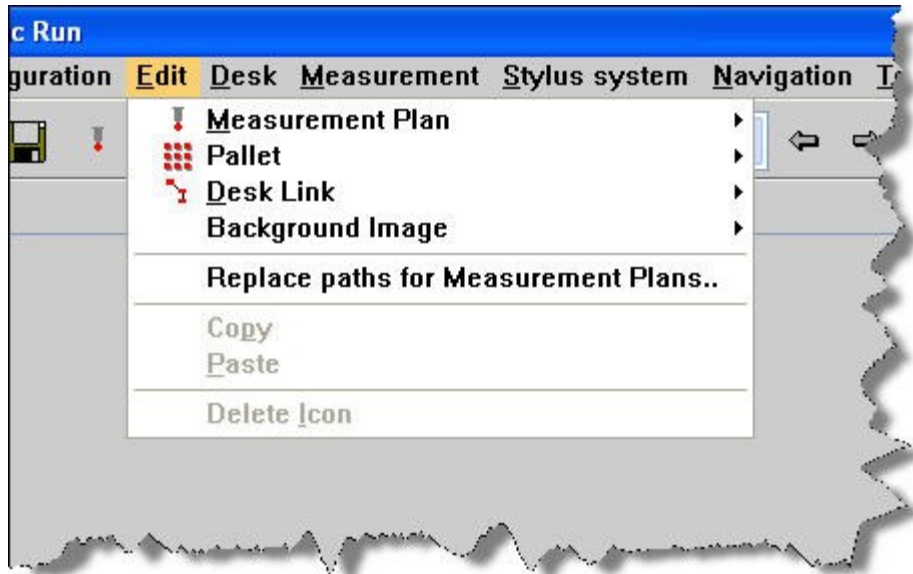 c Run
guration Edit Desk Measurement Stylus system Navigation
Measurement Plan
Pallet
Desk Link
Background Image
Replace paths for Measurement Plans..
Copy
Paste
Delete Icon